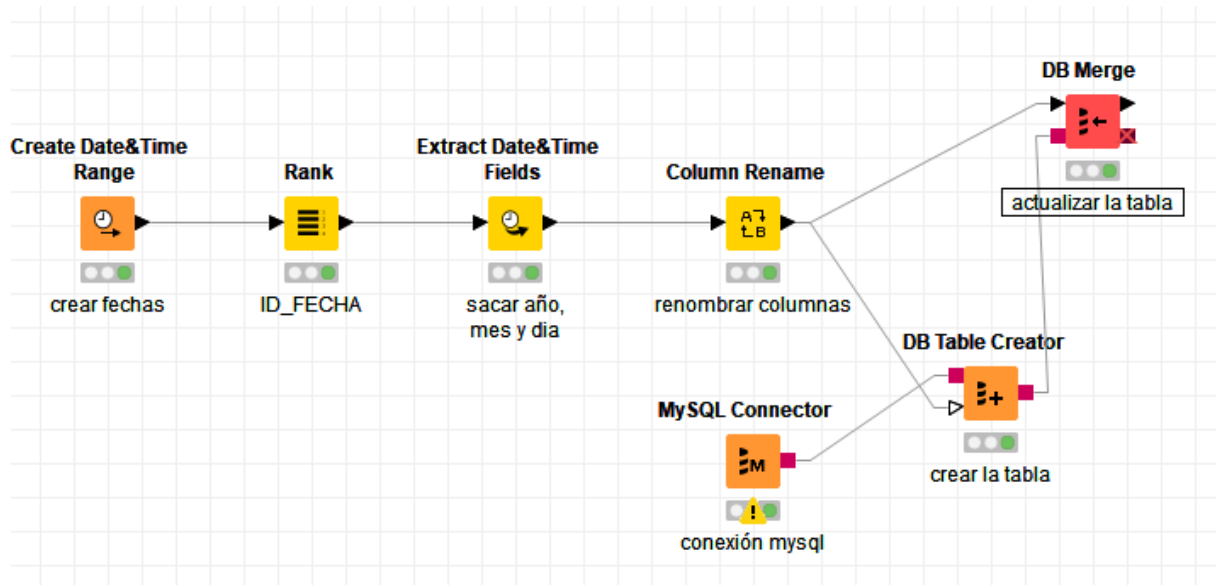 DB Merge
actualizar la tabla
Create Date&Time
Range
crear fechas
Rank
ID_FECHA
Extract Date&Time
Fields
sacar año,
mes y dia
Column Rename
A
B
renombrar columnas
DB Table Creator
crear la tabla
MySQL Connector
M
conexión mysql